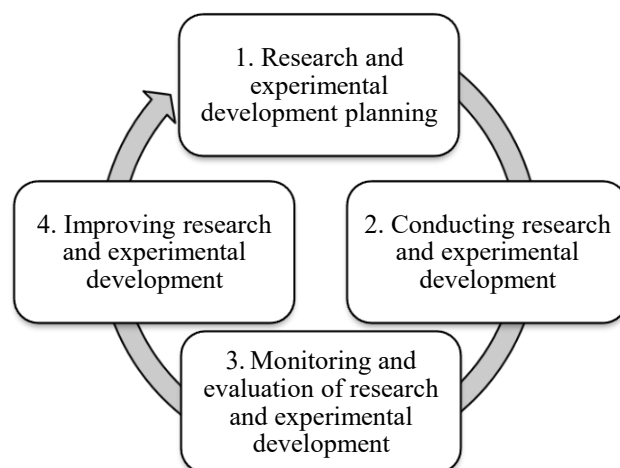 1. Research and
experimental
development planning
2. Conducting research
and experimental
development
3. Monitoring and
evaluation of research
and experimental
development
4. Improving research
and experimental
development